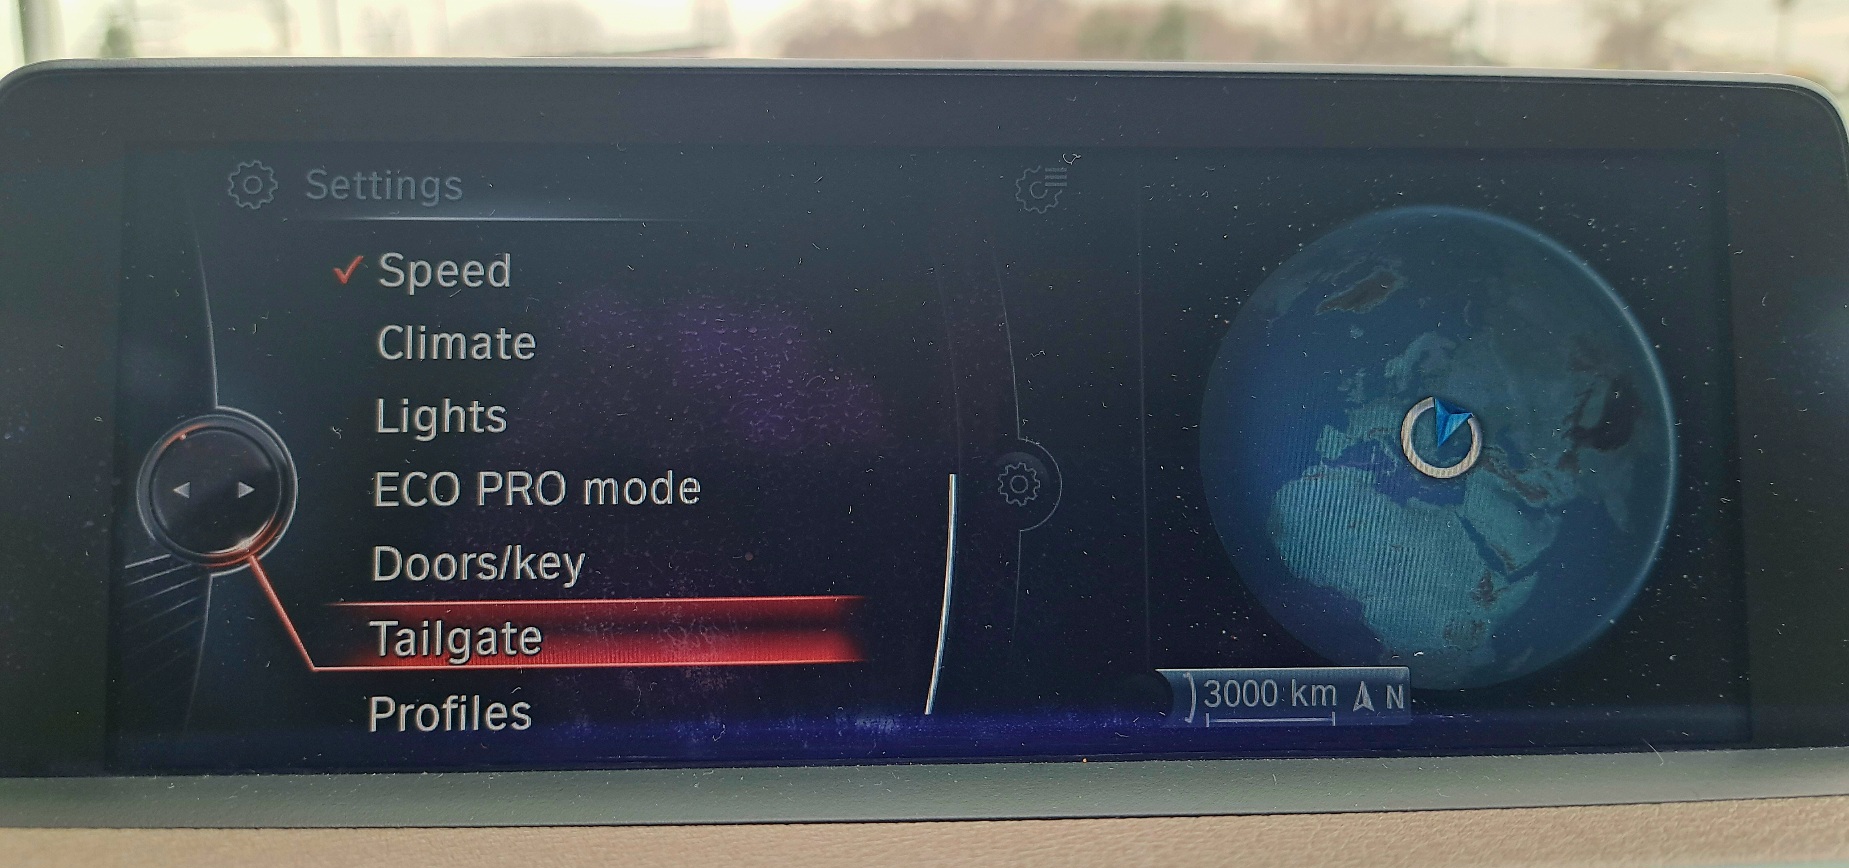 Settings
✓ Speed
Climate
Lights
ECO PRO mode
Doors/key
Tailgate
Profiles
3000 km N